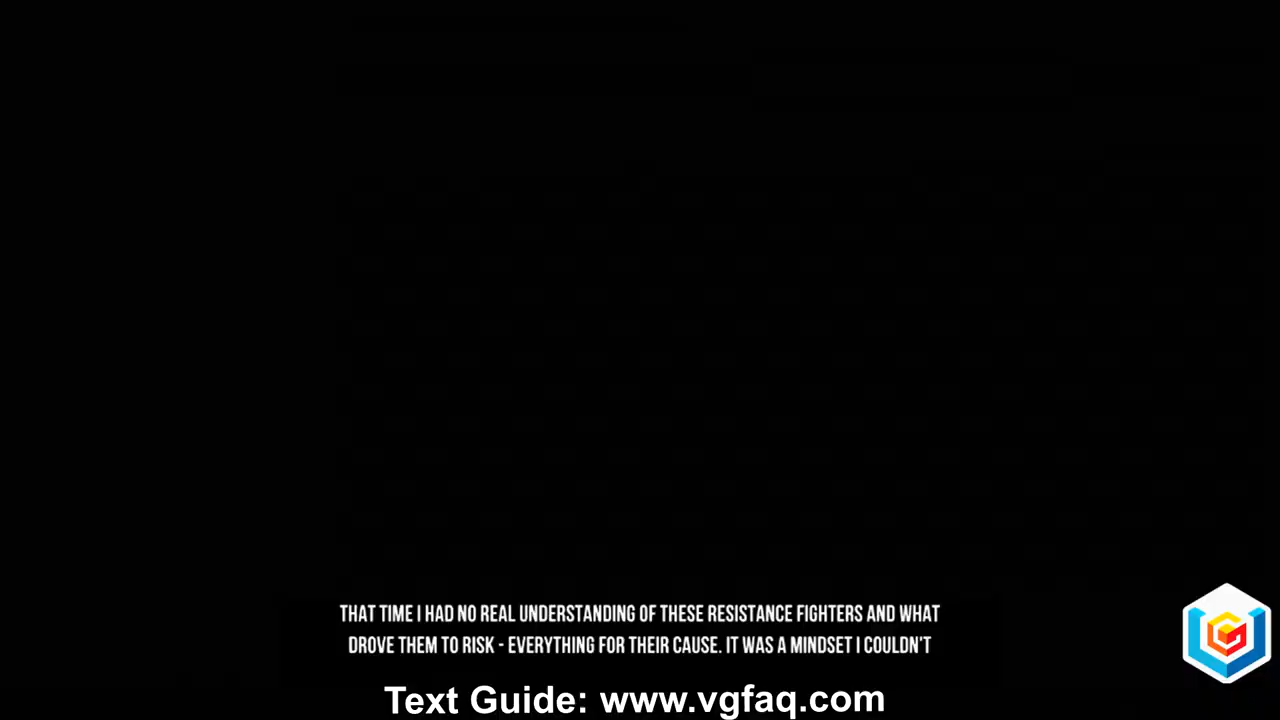 THAT TIME I HAD NO REAL UNDERSTANDING OF THESE RESISTANCE FIGHTERS AND WHAT
DROVE THEM TO RISK - EVERYTHING FOR THEIR CAUSE. IT WAS A MINDSET I COULDN'T
Text Guide: www.vgfaq.com